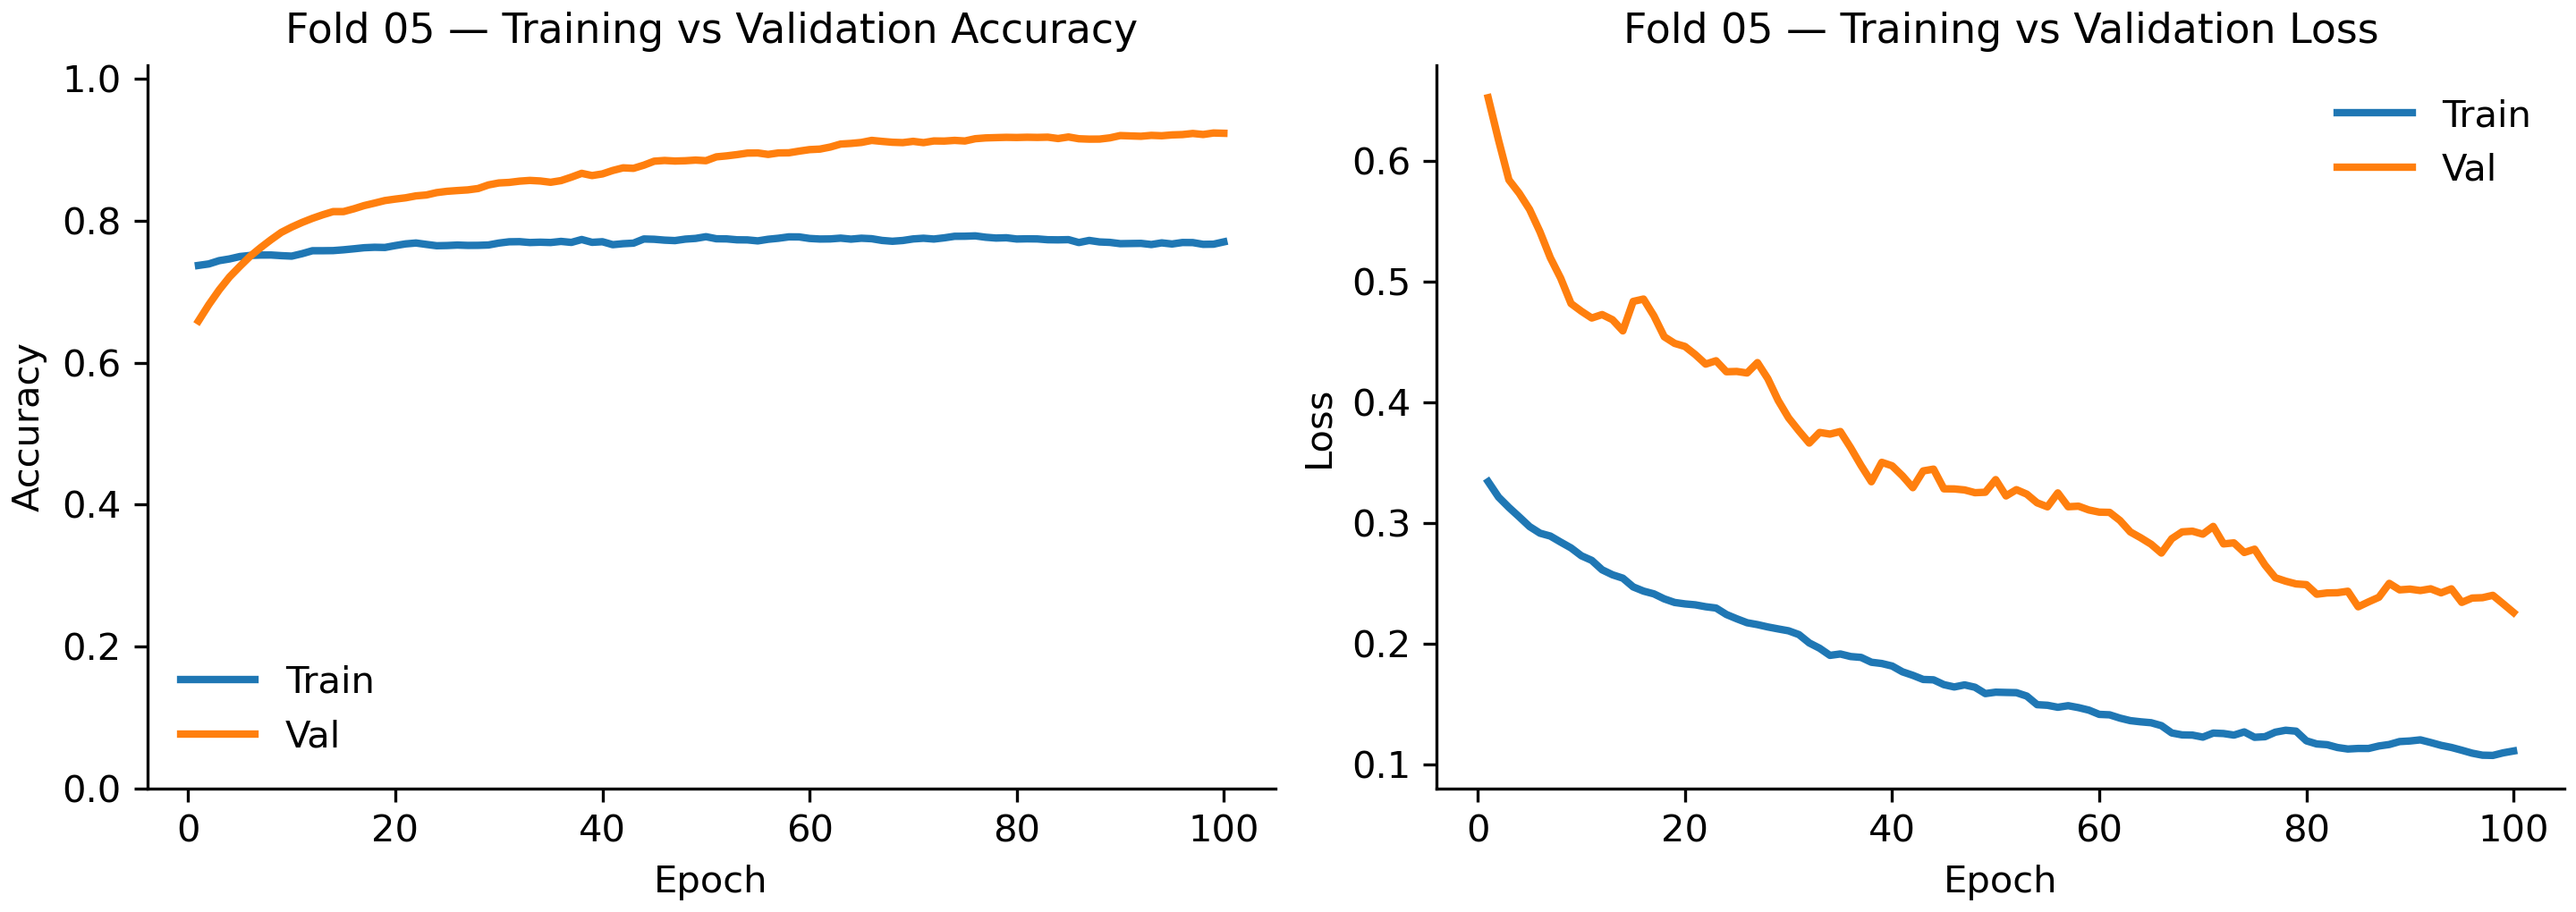 Fold 05 — Training vs Validation Accuracy
1.0
0.8
0.6
0.4
0.2
0.0
Accuracy
Train
Val
0 20 40 60 80 100
Epoch
Fold 05 — Training vs Validation Loss
0.6
0.5
0.4
0.3
0.2
0.1
Loss
Train
Val
0 20 40 60 80 100
Epoch